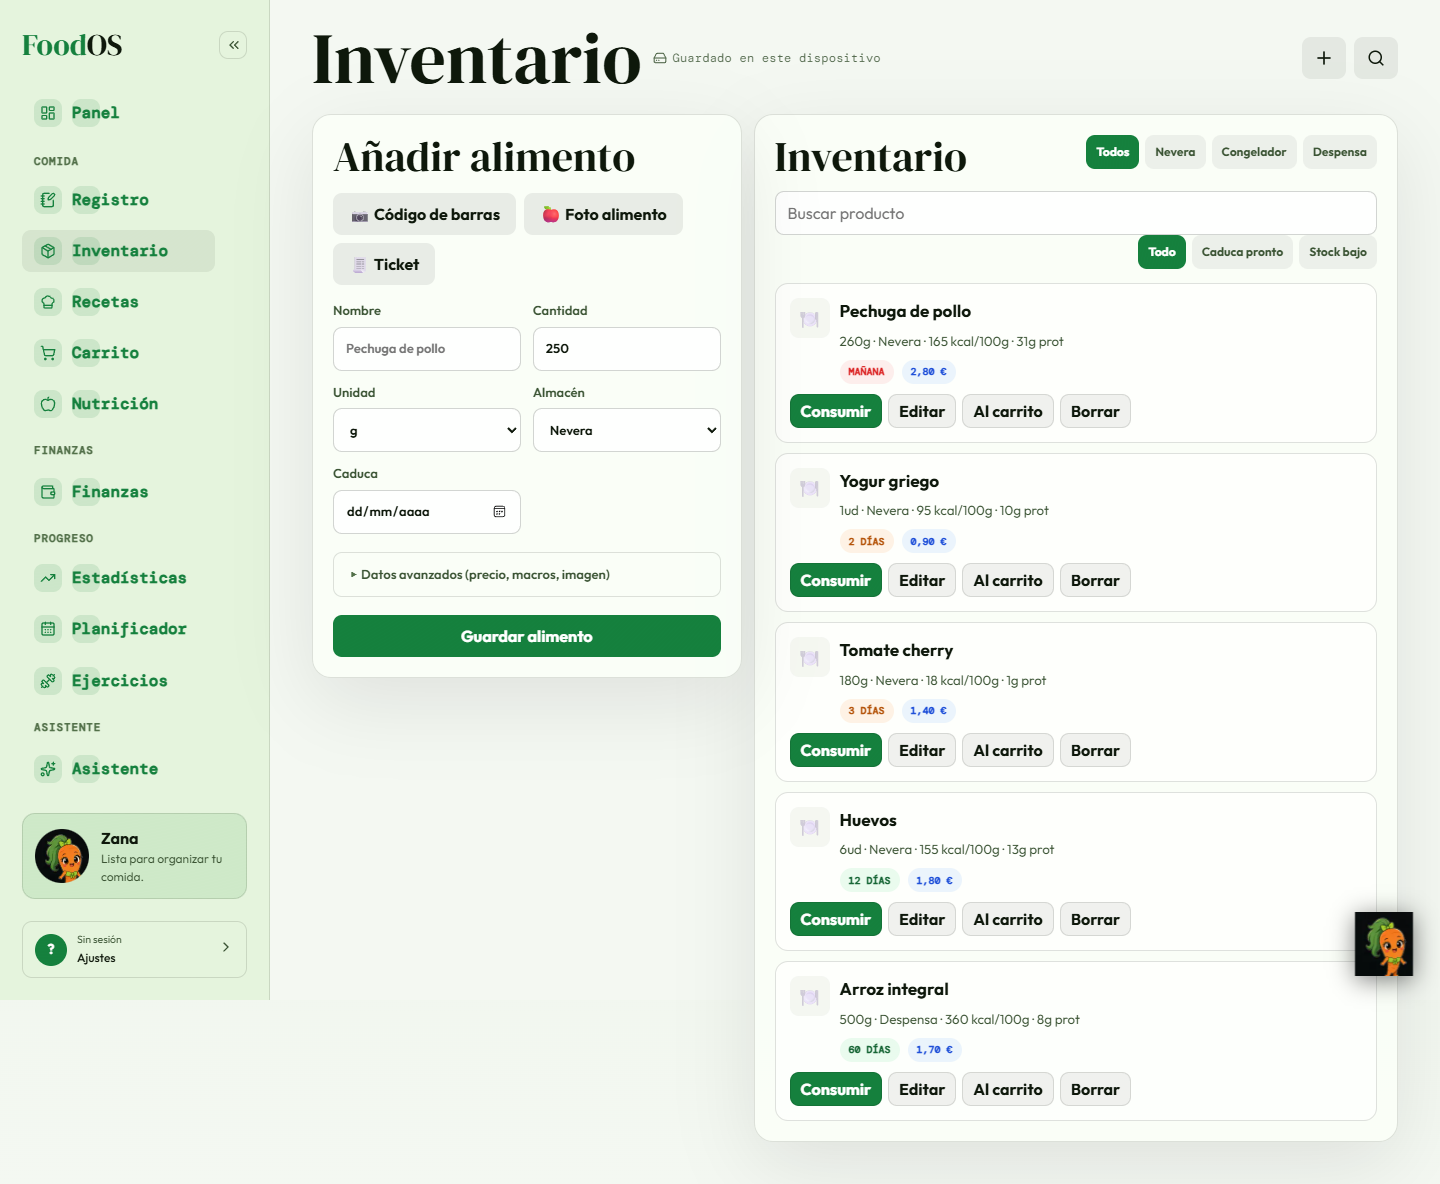 FoodOS
Panel
COMIDA
Registro
Inventario
Recetas
Carrito
Nutrición
FINANZAS
Finanzas
PROGRESO
Estadísticas
Planificador
Ejercicios
ASISTENTE
Asistente
Zana
Lista para organizar tu
comida.
?
Sin sesión
Ajustes
Inventario
Guardado en este dispositivo
Añadir alimento
Código de barras
Foto alimento
Ticket
Nombre
Cantidad
Pechuga de pollo
250
Unidad
Almacén
g
Nevera
Caduca
dd/mm/aaaa
Datos avanzados (precio, macros, imagen)
Guardar alimento
Inventario
Todos
Nevera
Congelador
Despensa
Buscar producto
Todo
Caduca pronto
Stock bajo
Pechuga de pollo
260g · Nevera · 165 kcal/100g · 31g prot
MAÑANA
2,80 €
Consumir
Editar
Al carrito
Borrar
Yogur griego
1ud · Nevera · 95 kcal/100g · 10g prot
2 DÍAS
0,90 €
Consumir
Editar
Al carrito
Borrar
Tomate cherry
180g · Nevera · 18 kcal/100g · 1g prot
3 DÍAS
1,40 €
Consumir
Editar
Al carrito
Borrar
Huevos
6ud · Nevera · 155 kcal/100g · 13g prot
12 DÍAS
1,80 €
Consumir
Editar
Al carrito
Borrar
Arroz integral
500g · Despensa · 360 kcal/100g · 8g prot
60 DÍAS
1,70 €
Consumir
Editar
Al carrito
Borrar